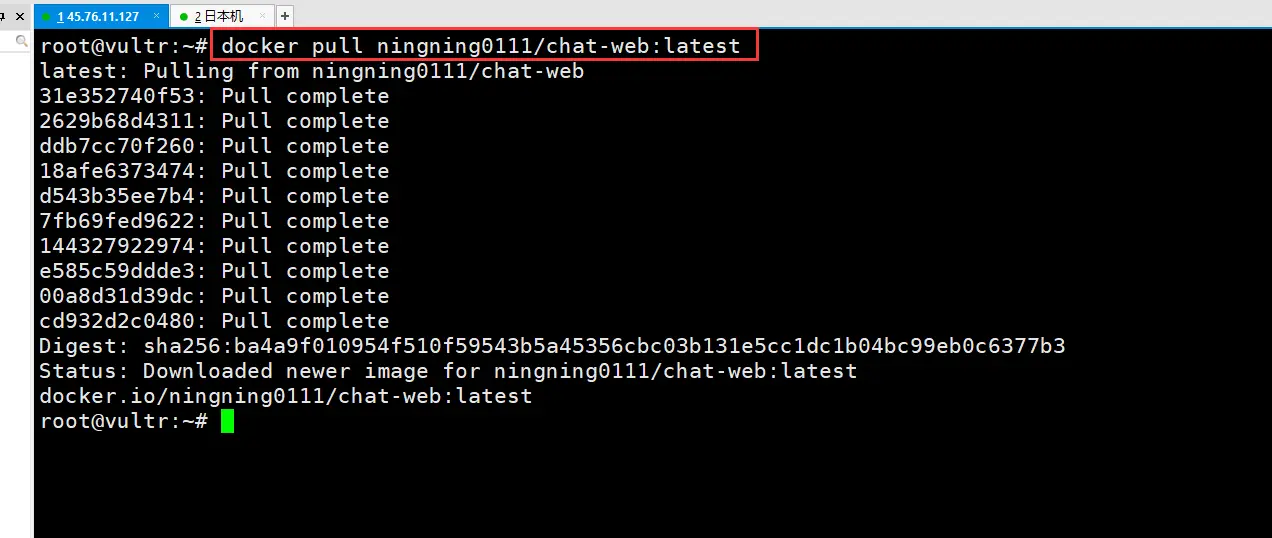 1 45.76.11.127
2 日本机
root@vultr:~# docker pull ningning0111/chat-web:latest
latest: Pulling from ningning0111/chat-web
31e352740f53: Pull complete
2629b68d4311: Pull complete
ddb7cc70f260: Pull complete
18afe6373474: Pull complete
d543b35ee7b4: Pull complete
7fb69fed9622: Pull complete
144327922974: Pull complete
e585c59ddde3: Pull complete
00a8d31d39dc: Pull complete
cd932d2c0480: Pull complete
Digest: sha256:ba4a9f010954f510f59543b5a45356cbc03b131e5cc1dc1b04bc99eb0c6377b3
Status: Downloaded newer image for ningning0111/chat-web:latest
docker.io/ningning0111/chat-web:latest
root@vultr:~#